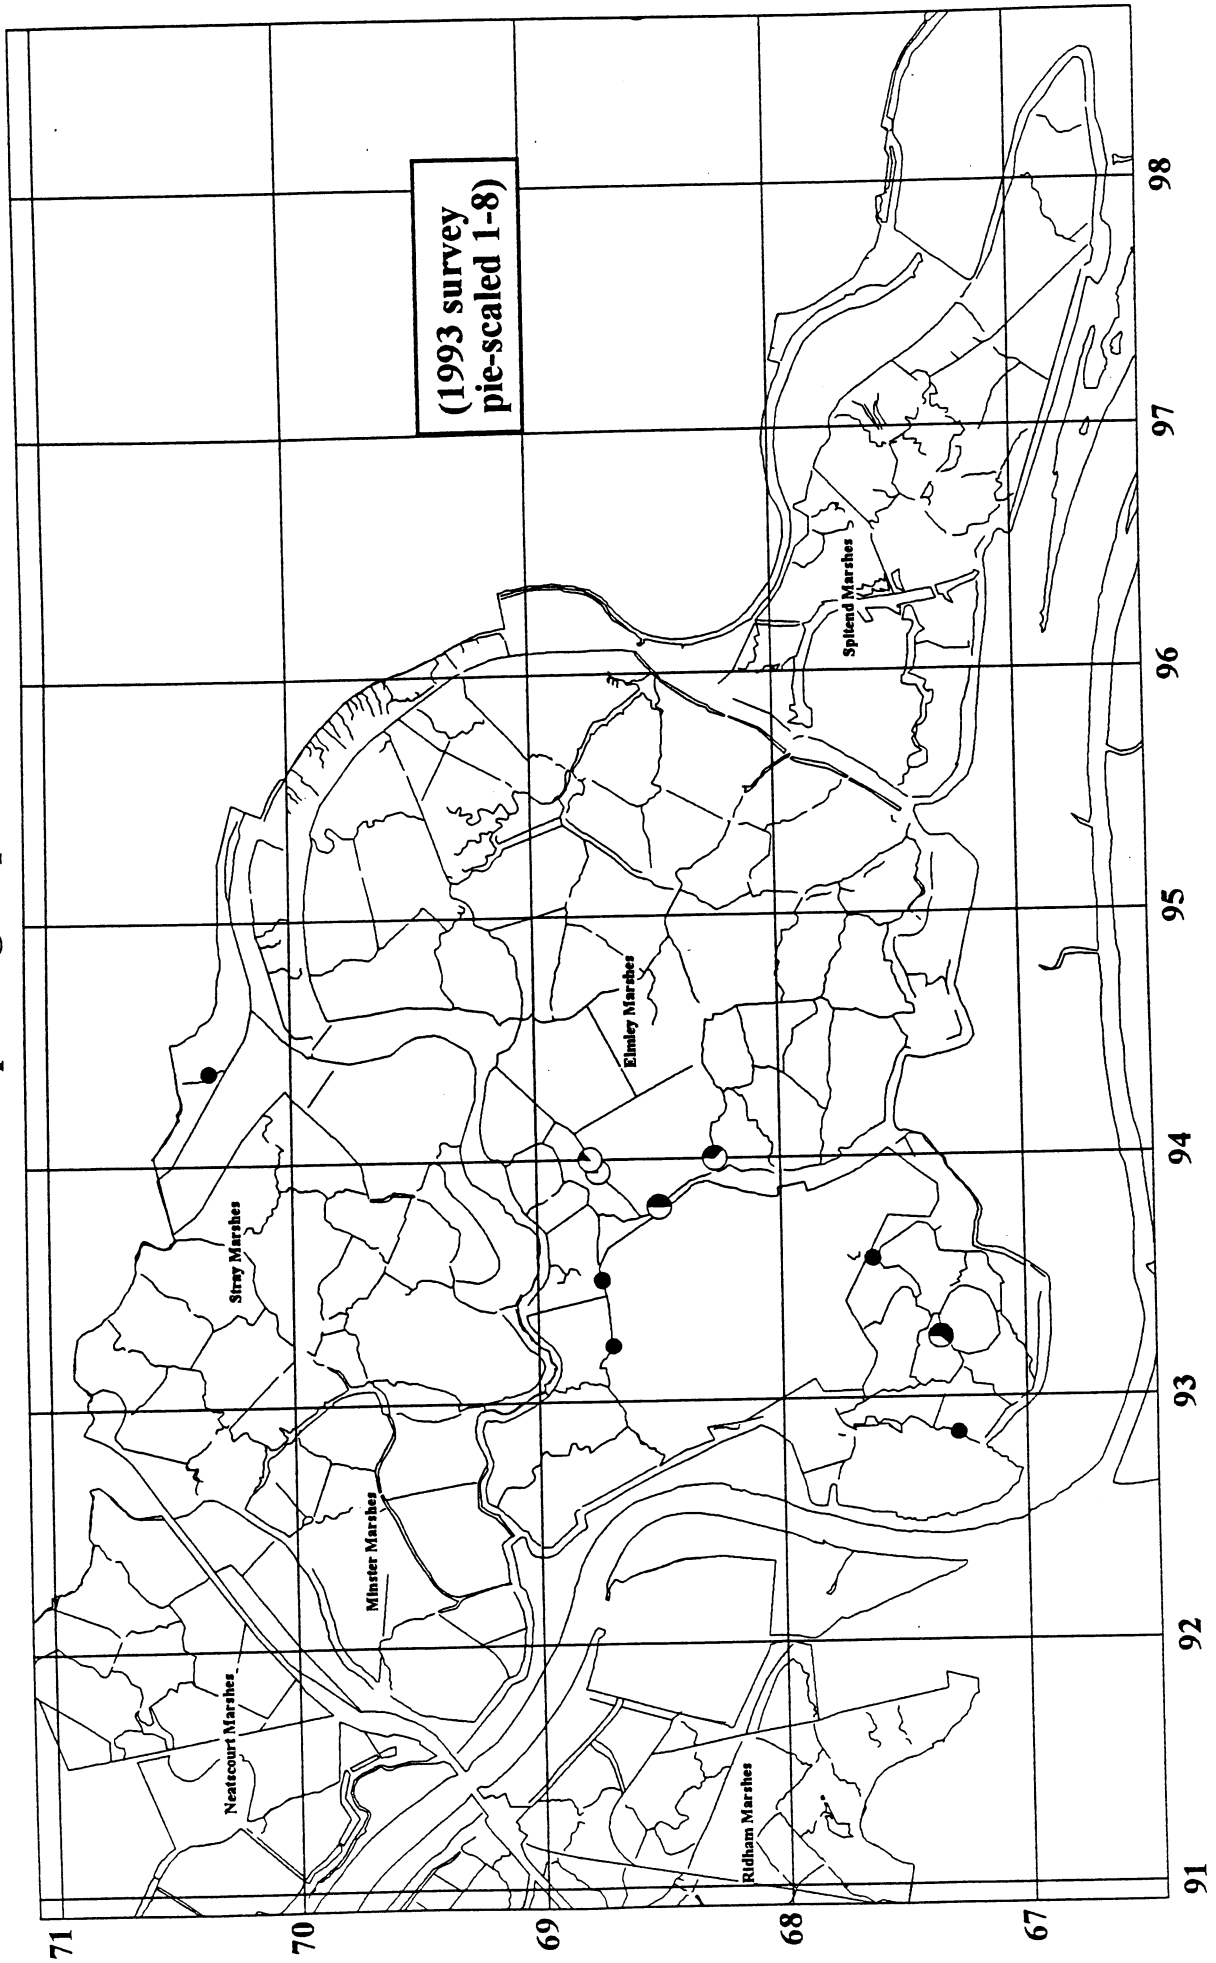 (1993 survey
pie-scaled 1-8)
Stray Marshes
Neatscourt Marshes
Minster Marshes
Elmley Marshes
Spitend Marshes
Ridham Marshes
71
70
69
68
67
91
92
93
94
95
96
97
98